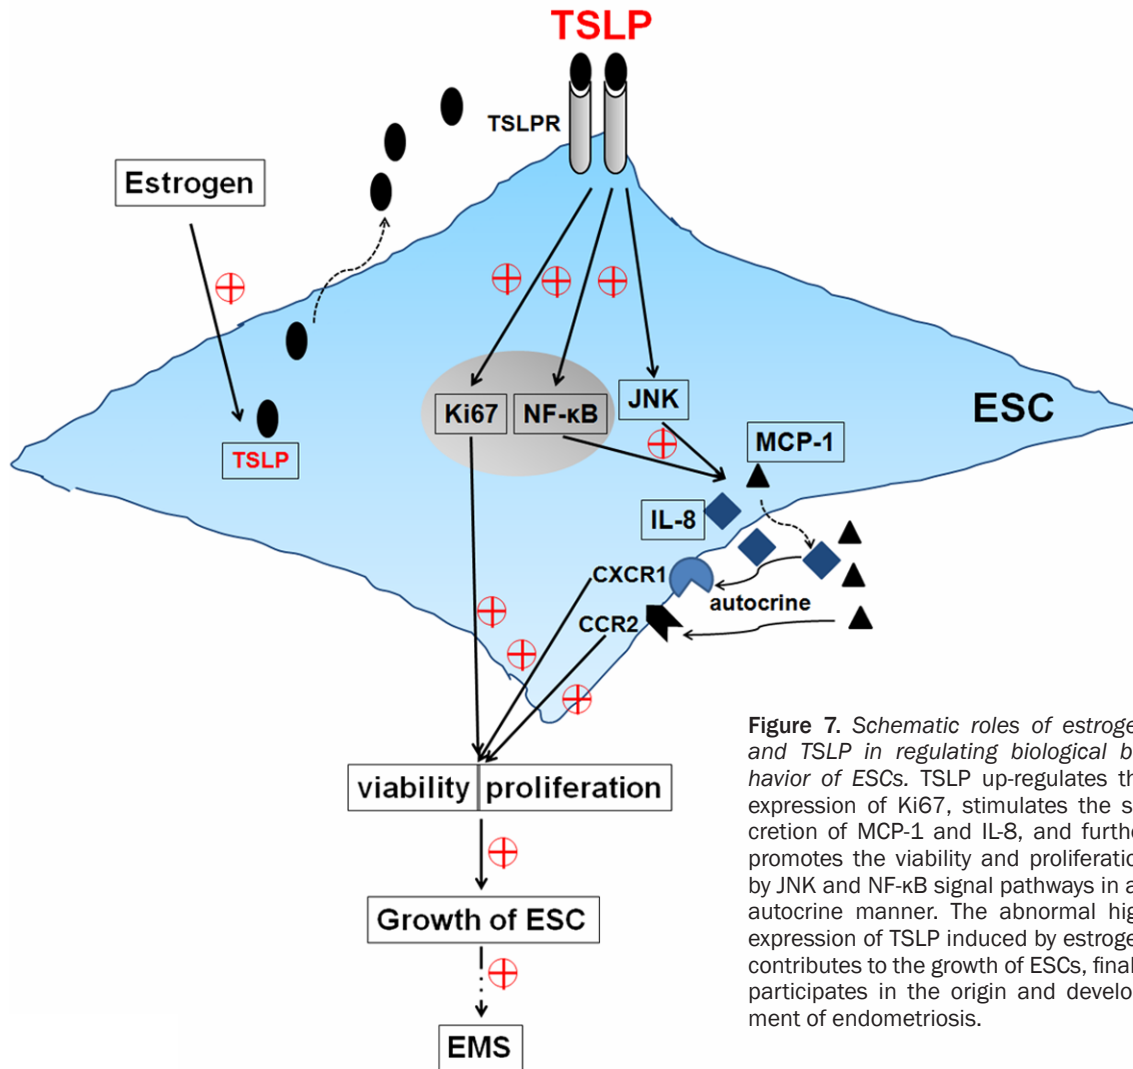 TSLP
TSLPR
Estrogen
TSLP
Ki67
NF-κB
JNK
ESC
MCP-1
IL-8
CXCR1
autocrine
CCR2
viability
proliferation
Growth of ESC
EMS
Figure 7. Schematic roles of estroge
and TSLP in regulating biological b
havior of ESCs. TSLP up-regulates th
expression of Ki67, stimulates the s
cretion of MCP-1 and IL-8, and furthe
promotes the viability and proliferatio
by JNK and NF-κB signal pathways in a
autocrine manner. The abnormal hig
expression of TSLP induced by estroge
contributes to the growth of ESCs, final
participates in the origin and develo
ment of endometriosis.